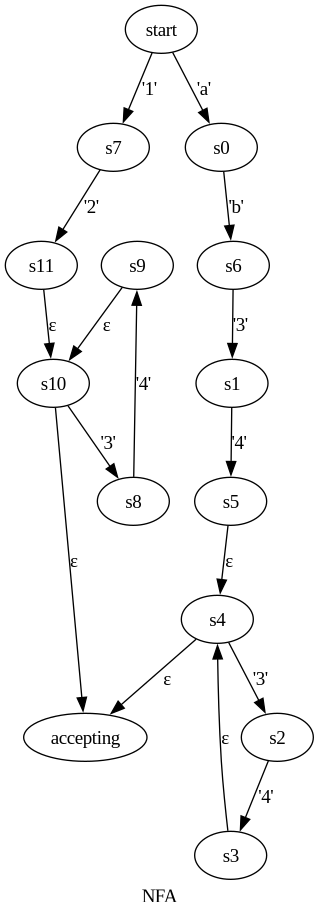 start
'1' 'a'
s7 s0
'2' 'b'
s11 s9 s6
ε ε '3'
s10 s1
'3' '4' '4'
s8 s5
ε ε
s4
ε '3'
accepting ε s2
'4'
s3
NFA